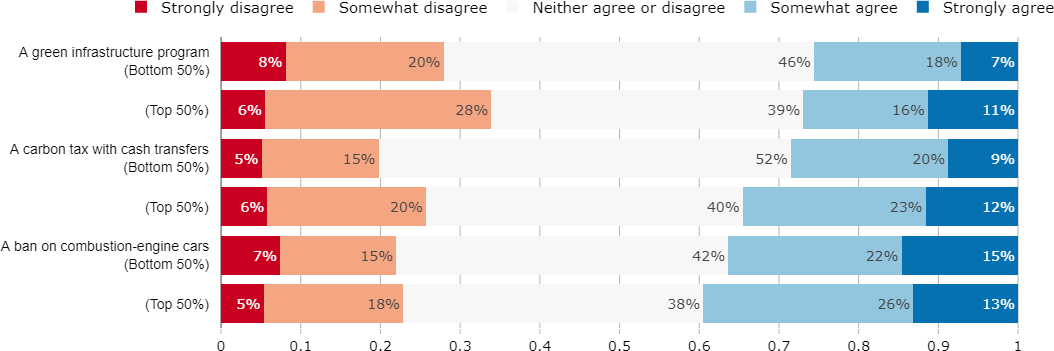 Strongly disagree Somewhat disagree Neither agree or disagree Somewhat agree Strongly agree
A green infrastructure program
(Bottom 50%)
8% 20% 46% 18% 7%
(Top 50%) 6% 28% 39% 16% 11%
A carbon tax with cash transfers
(Bottom 50%)
5% 15% 52% 20% 9%
(Top 50%) 6% 20% 40% 23% 12%
A ban on combustion-engine cars
(Bottom 50%)
7% 15% 42% 22% 15%
(Top 50%) 5% 18% 38% 26% 13%
0 0.1 0.2 0.3 0.4 0.5 0.6 0.7 0.8 0.9 1